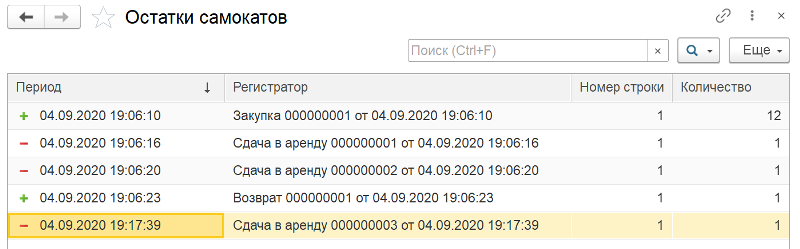 Остатки самокатов
Поиск (Ctrl+F) × Еще
Период ↓ Регистратор Номер строки Количество
+ 04.09.2020 19:06:10 Закупка 000000001 от 04.09.2020 19:06:10 1 12
− 04.09.2020 19:06:16 Сдача в аренду 000000001 от 04.09.2020 19:06:16 1 1
− 04.09.2020 19:06:20 Сдача в аренду 000000002 от 04.09.2020 19:06:20 1 1
+ 04.09.2020 19:06:23 Возврат 000000001 от 04.09.2020 19:06:23 1 1
− 04.09.2020 19:17:39 Сдача в аренду 000000003 от 04.09.2020 19:17:39 1 1